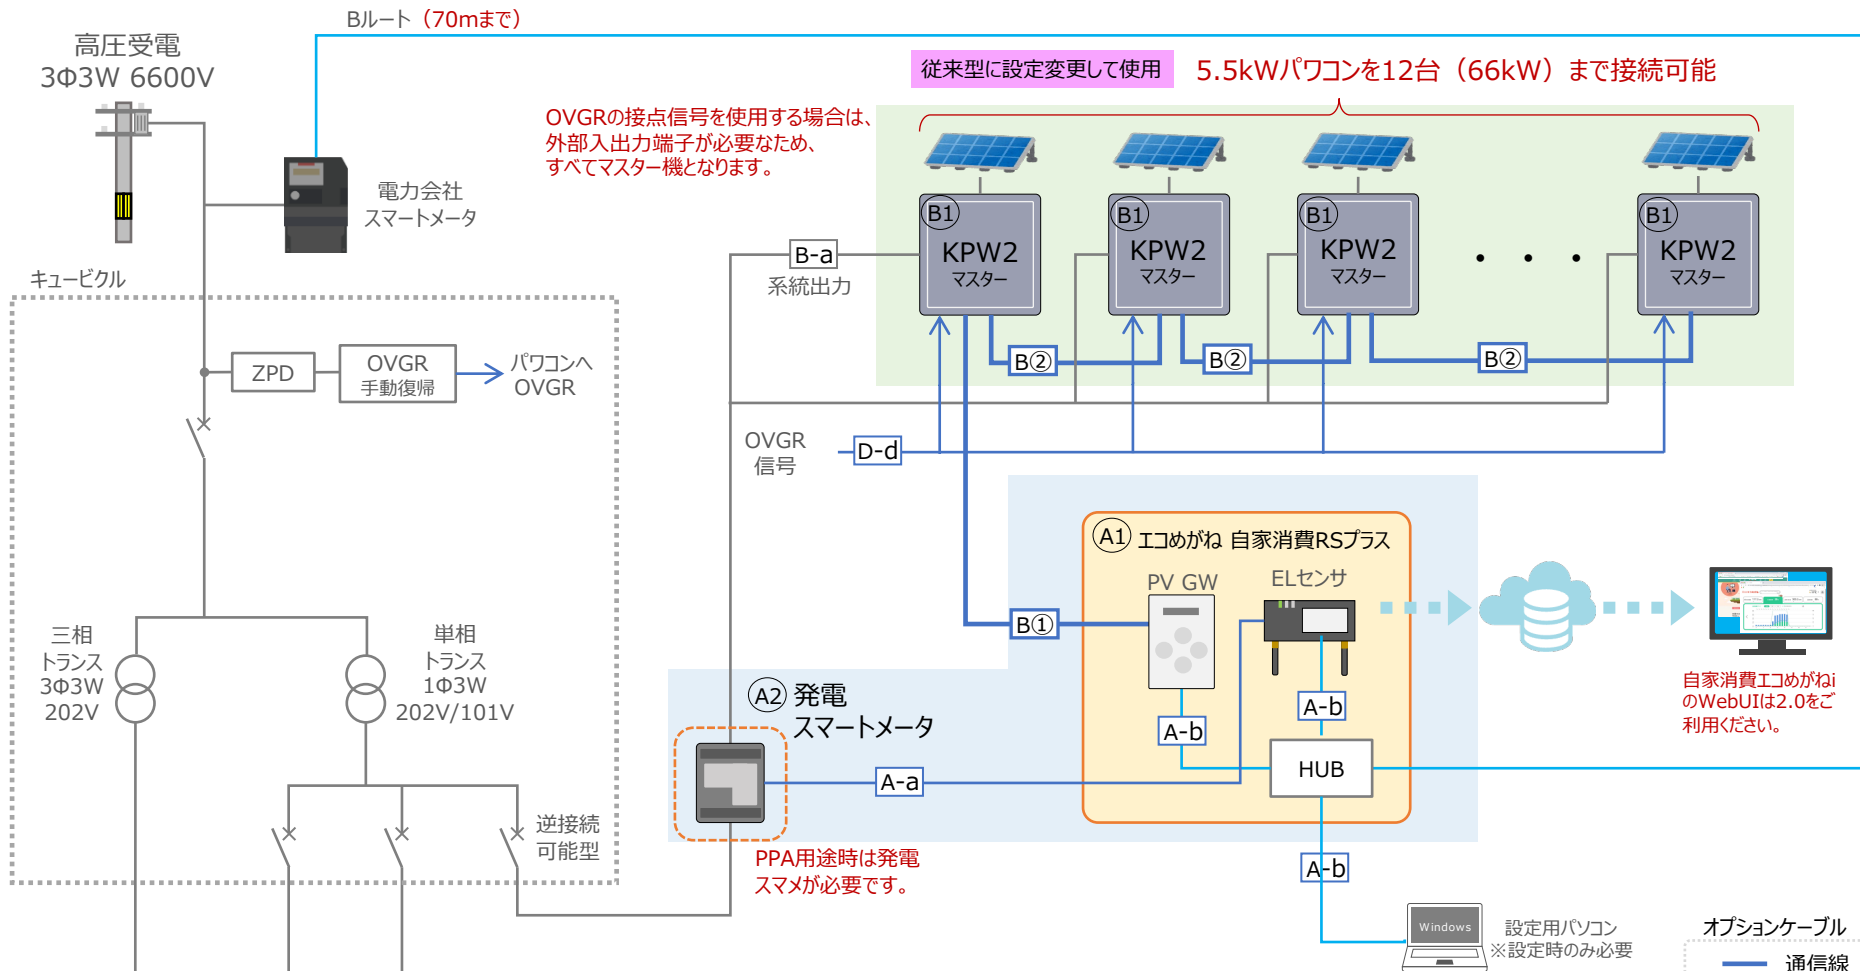 Bルート（70mまで）
高圧受電
3Φ3W 6600V
電力会社
スマートメータ
従来型に設定変更して使用
5.5kWパワコンを12台（66kW）まで接続可能
OVGRの接点信号を使用する場合は、
外部入出力端子が必要なため、
すべてマスター機となります。
B1
KPW2
マスター
B1
KPW2
マスター
B1
KPW2
マスター
・・・
B1
KPW2
マスター
B-a
系統出力
B②
B②
B②
キュービクル
ZPD
OVGR
手動復帰
パワコンへ
OVGR
OVGR
信号
D-d
A1
エコめがね 自家消費RSプラス
PV GW
ELセンサ
B①
A-b
A-b
HUB
A2
発電
スマートメータ
A-a
PPA用途時は発電
スマメが必要です。
三相
トランス
3Φ3W
202V
単相
トランス
1Φ3W
202V/101V
逆接続
可能型
自家消費エコめがねi
のWebUIは2.0をご
利用ください。
A-b
Windows
設定用パソコン
※設定時のみ必要
オプションケーブル
通信線